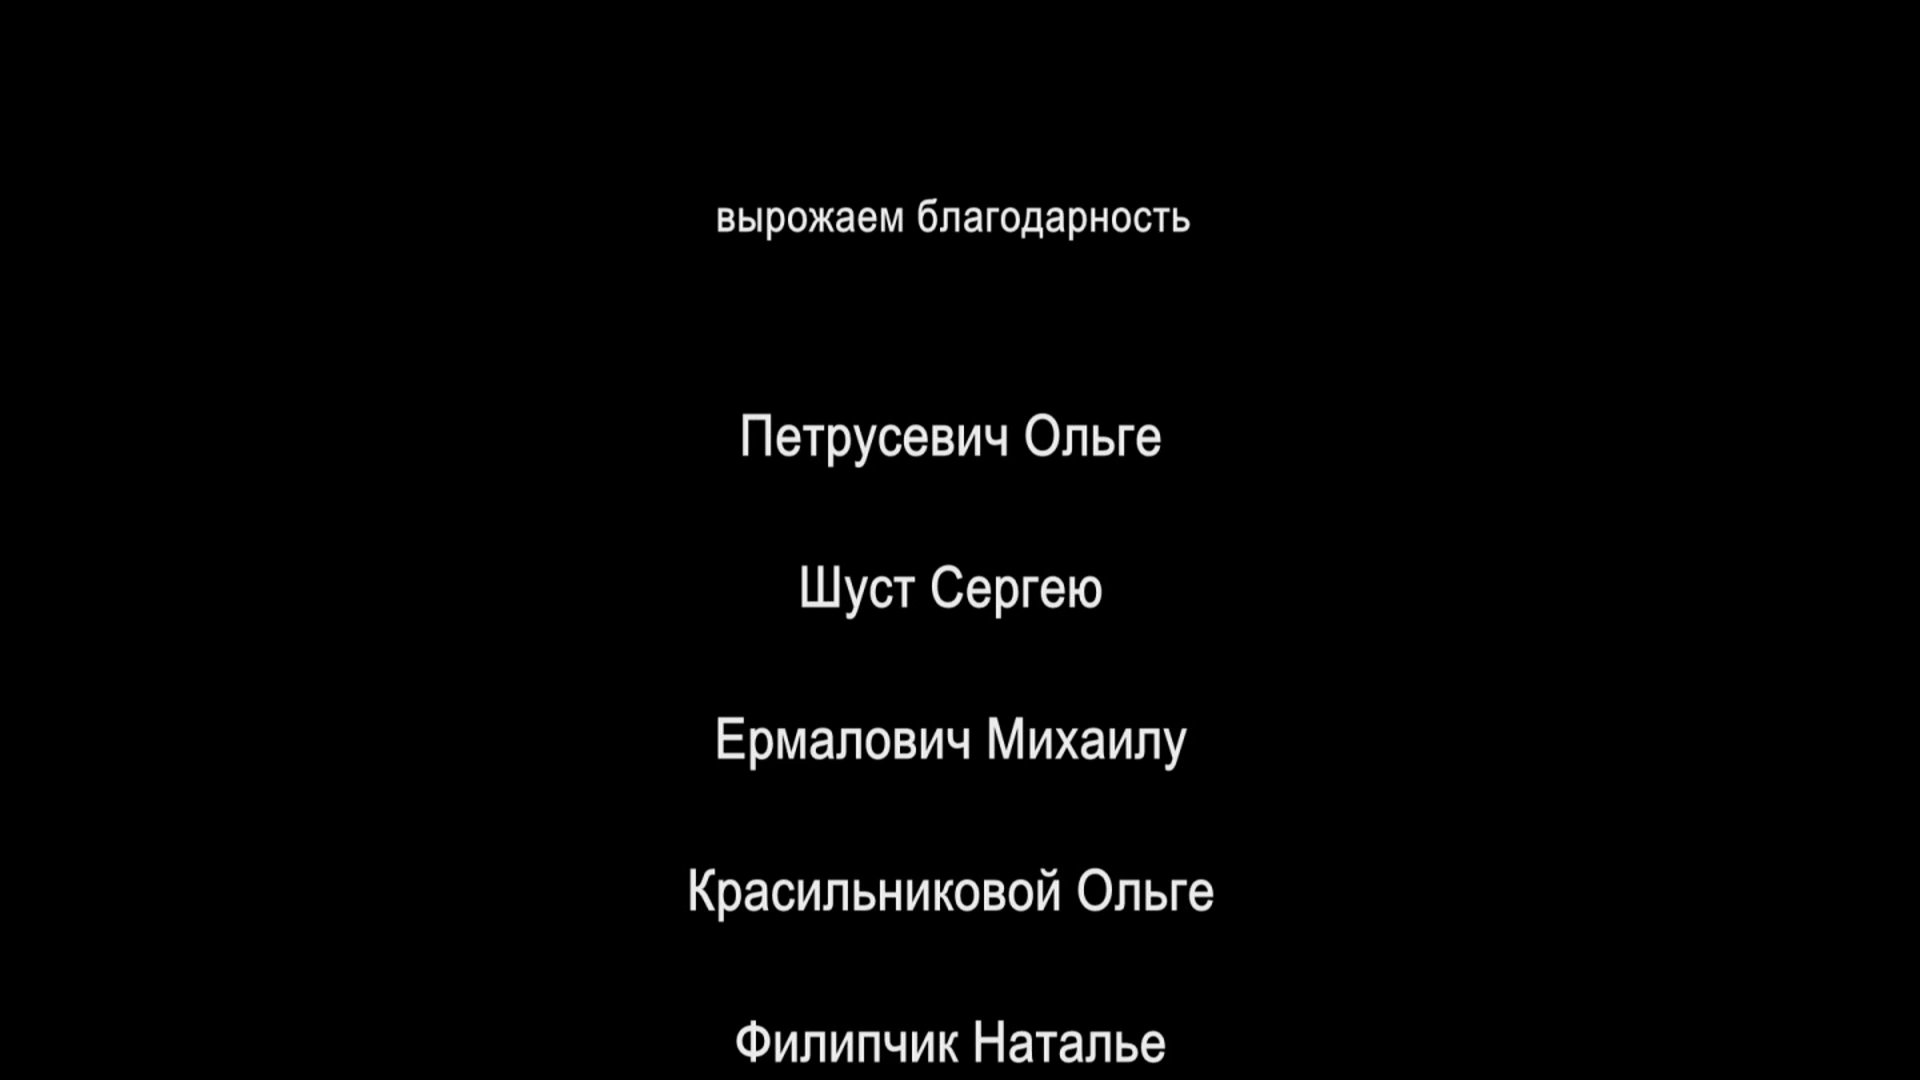 вырожаем благодарность
Петрусевич Ольге
Шуст Сергею
Ермалович Михаилу
Красильниковой Ольге
Филипчик Наталье